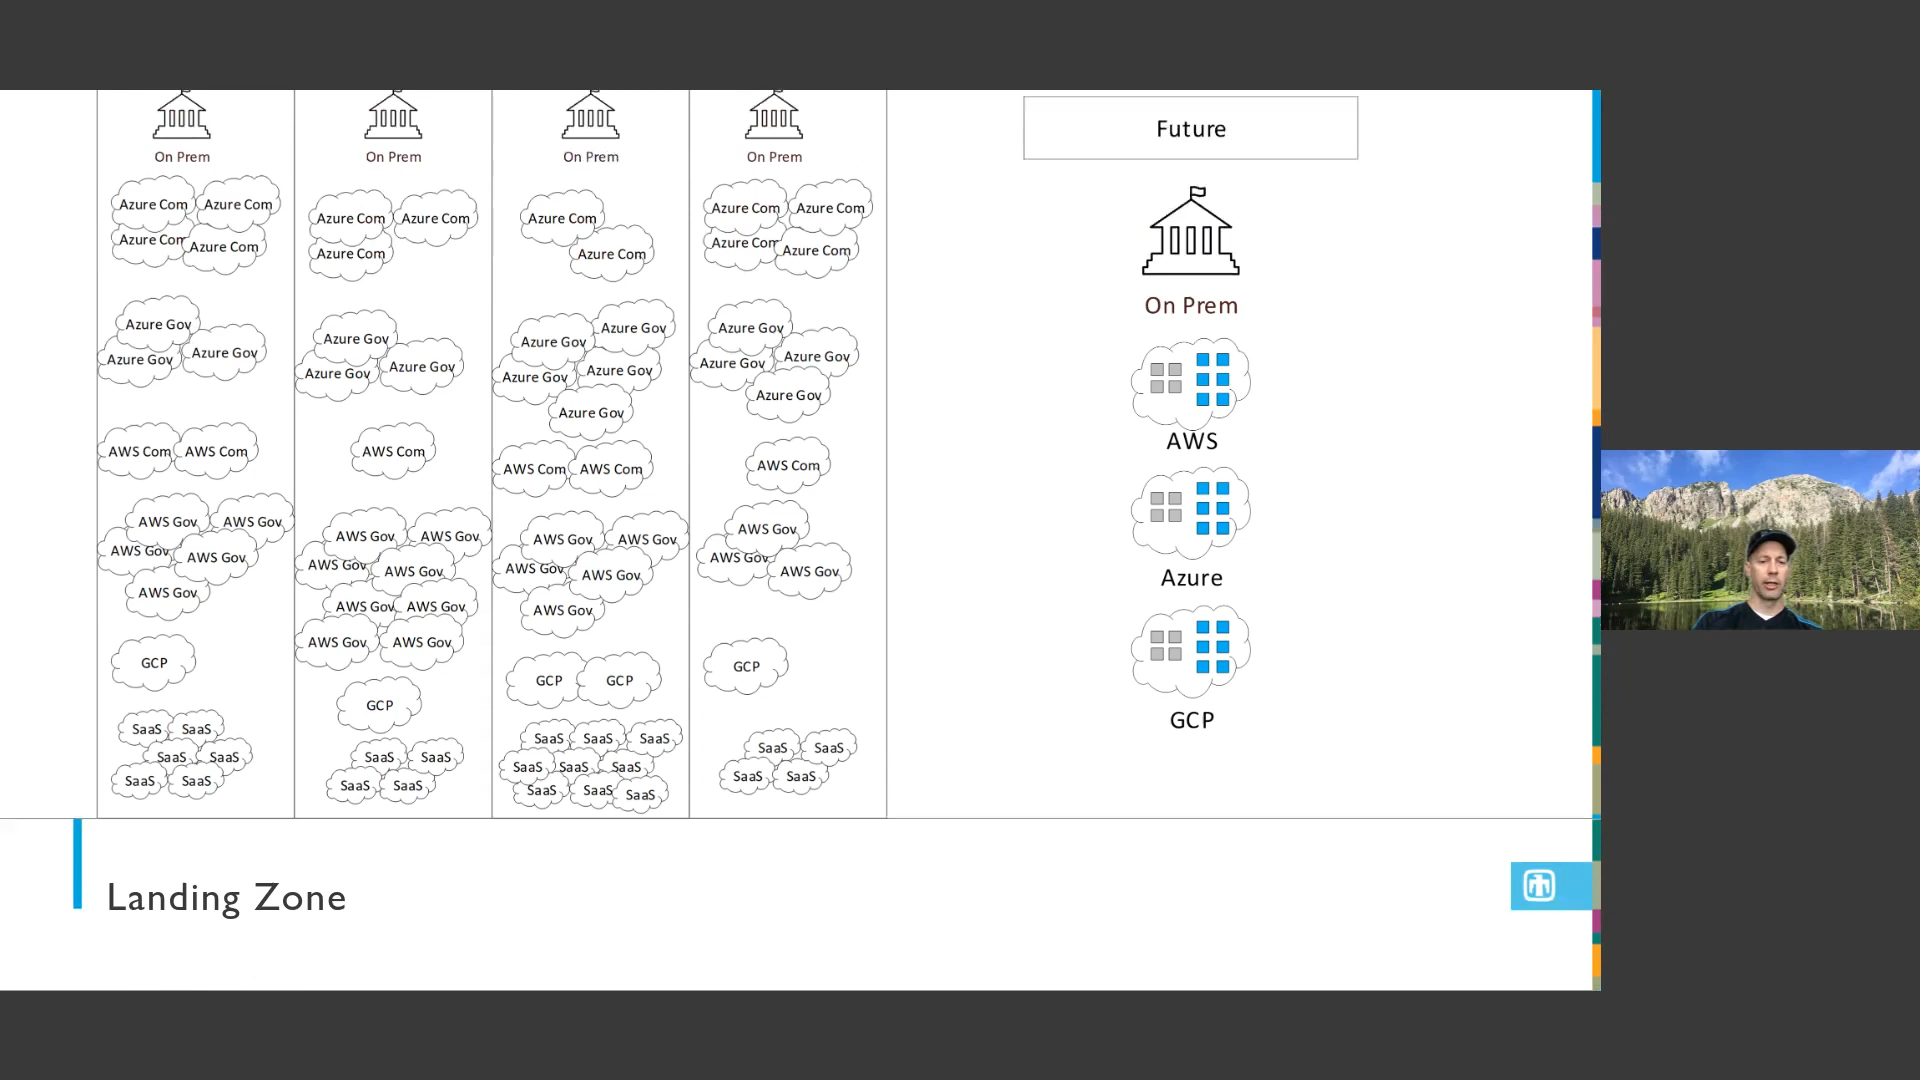 On Prem
Azure Com Azure Com
Azure Com Azure Com
Azure Gov
Azure Gov Azure Gov
AWS Com AWS Com
AWS Gov AWS Gov
AWS Gov AWS Gov
AWS Gov
GCP
SaaS SaaS
SaaS SaaS
SaaS SaaS
On Prem
Azure Com Azure Com
Azure Com
Azure Gov
Azure Gov Azure Gov
AWS Com
AWS Gov AWS Gov
AWS Gov AWS Gov
AWS Gov AWS Gov
AWS Gov AWS Gov
GCP
SaaS SaaS
SaaS SaaS
On Prem
Azure Com
Azure Com
Azure Gov
Azure Gov
Azure Gov Azure Gov
Azure Gov
AWS Com AWS Com
AWS Gov AWS Gov
AWS Gov AWS Gov
AWS Gov
GCP GCP
SaaS SaaS SaaS
SaaS SaaS SaaS
SaaS SaaS SaaS
On Prem
Azure Com Azure Com
Azure Com Azure Com
Azure Gov
Azure Gov Azure Gov
Azure Gov
AWS Com
AWS Gov
AWS Gov AWS Gov
GCP
SaaS SaaS
SaaS SaaS
Future
On Prem
AWS
Azure
GCP
Landing Zone